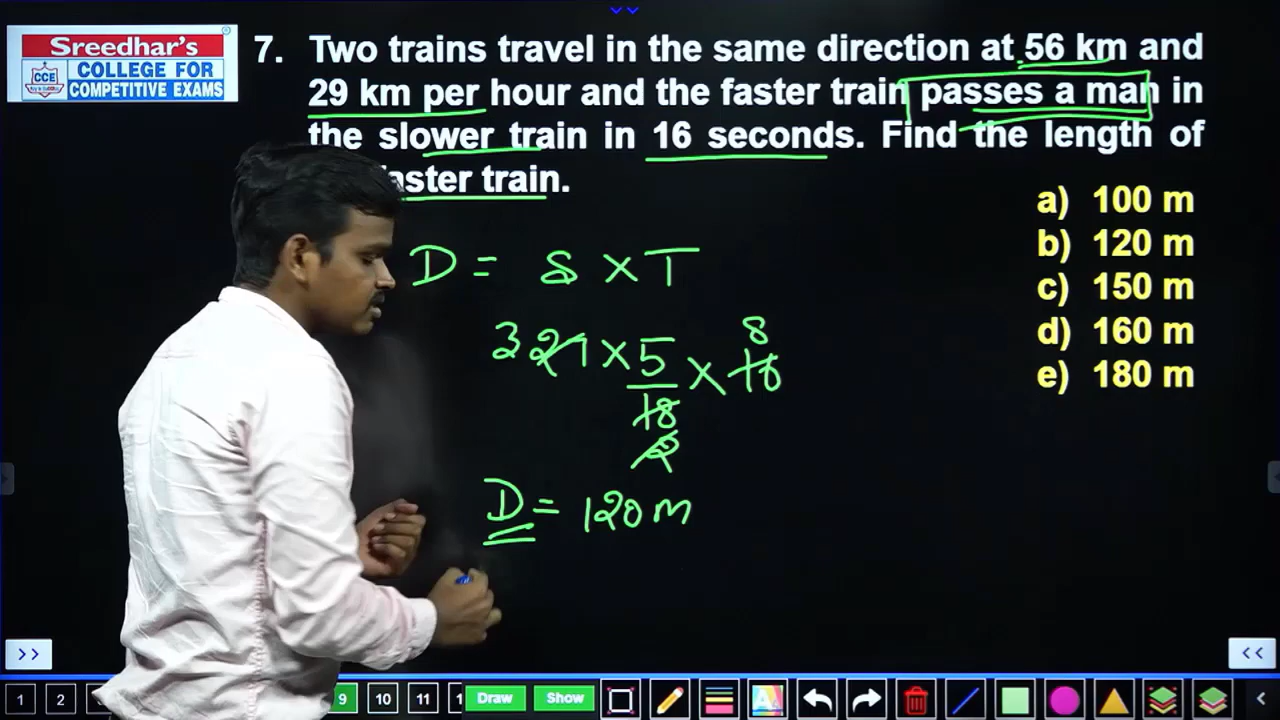 Sreedhar's
CCE
COLLEGE FOR
COMPETITIVE EXAMS
7. Two trains travel in the same direction at 56 km and
29 km per hour and the faster train passes a man in
the slower train in 16 seconds. Find the length of
aster train.
a) 100 m
b) 120 m
c) 150 m
d) 160 m
e) 180 m
D = S X T
8
3 27 X 5 X 16
18
2
D = 120 m
>>
<<
1 2 9 10 11 1 Draw Show A <